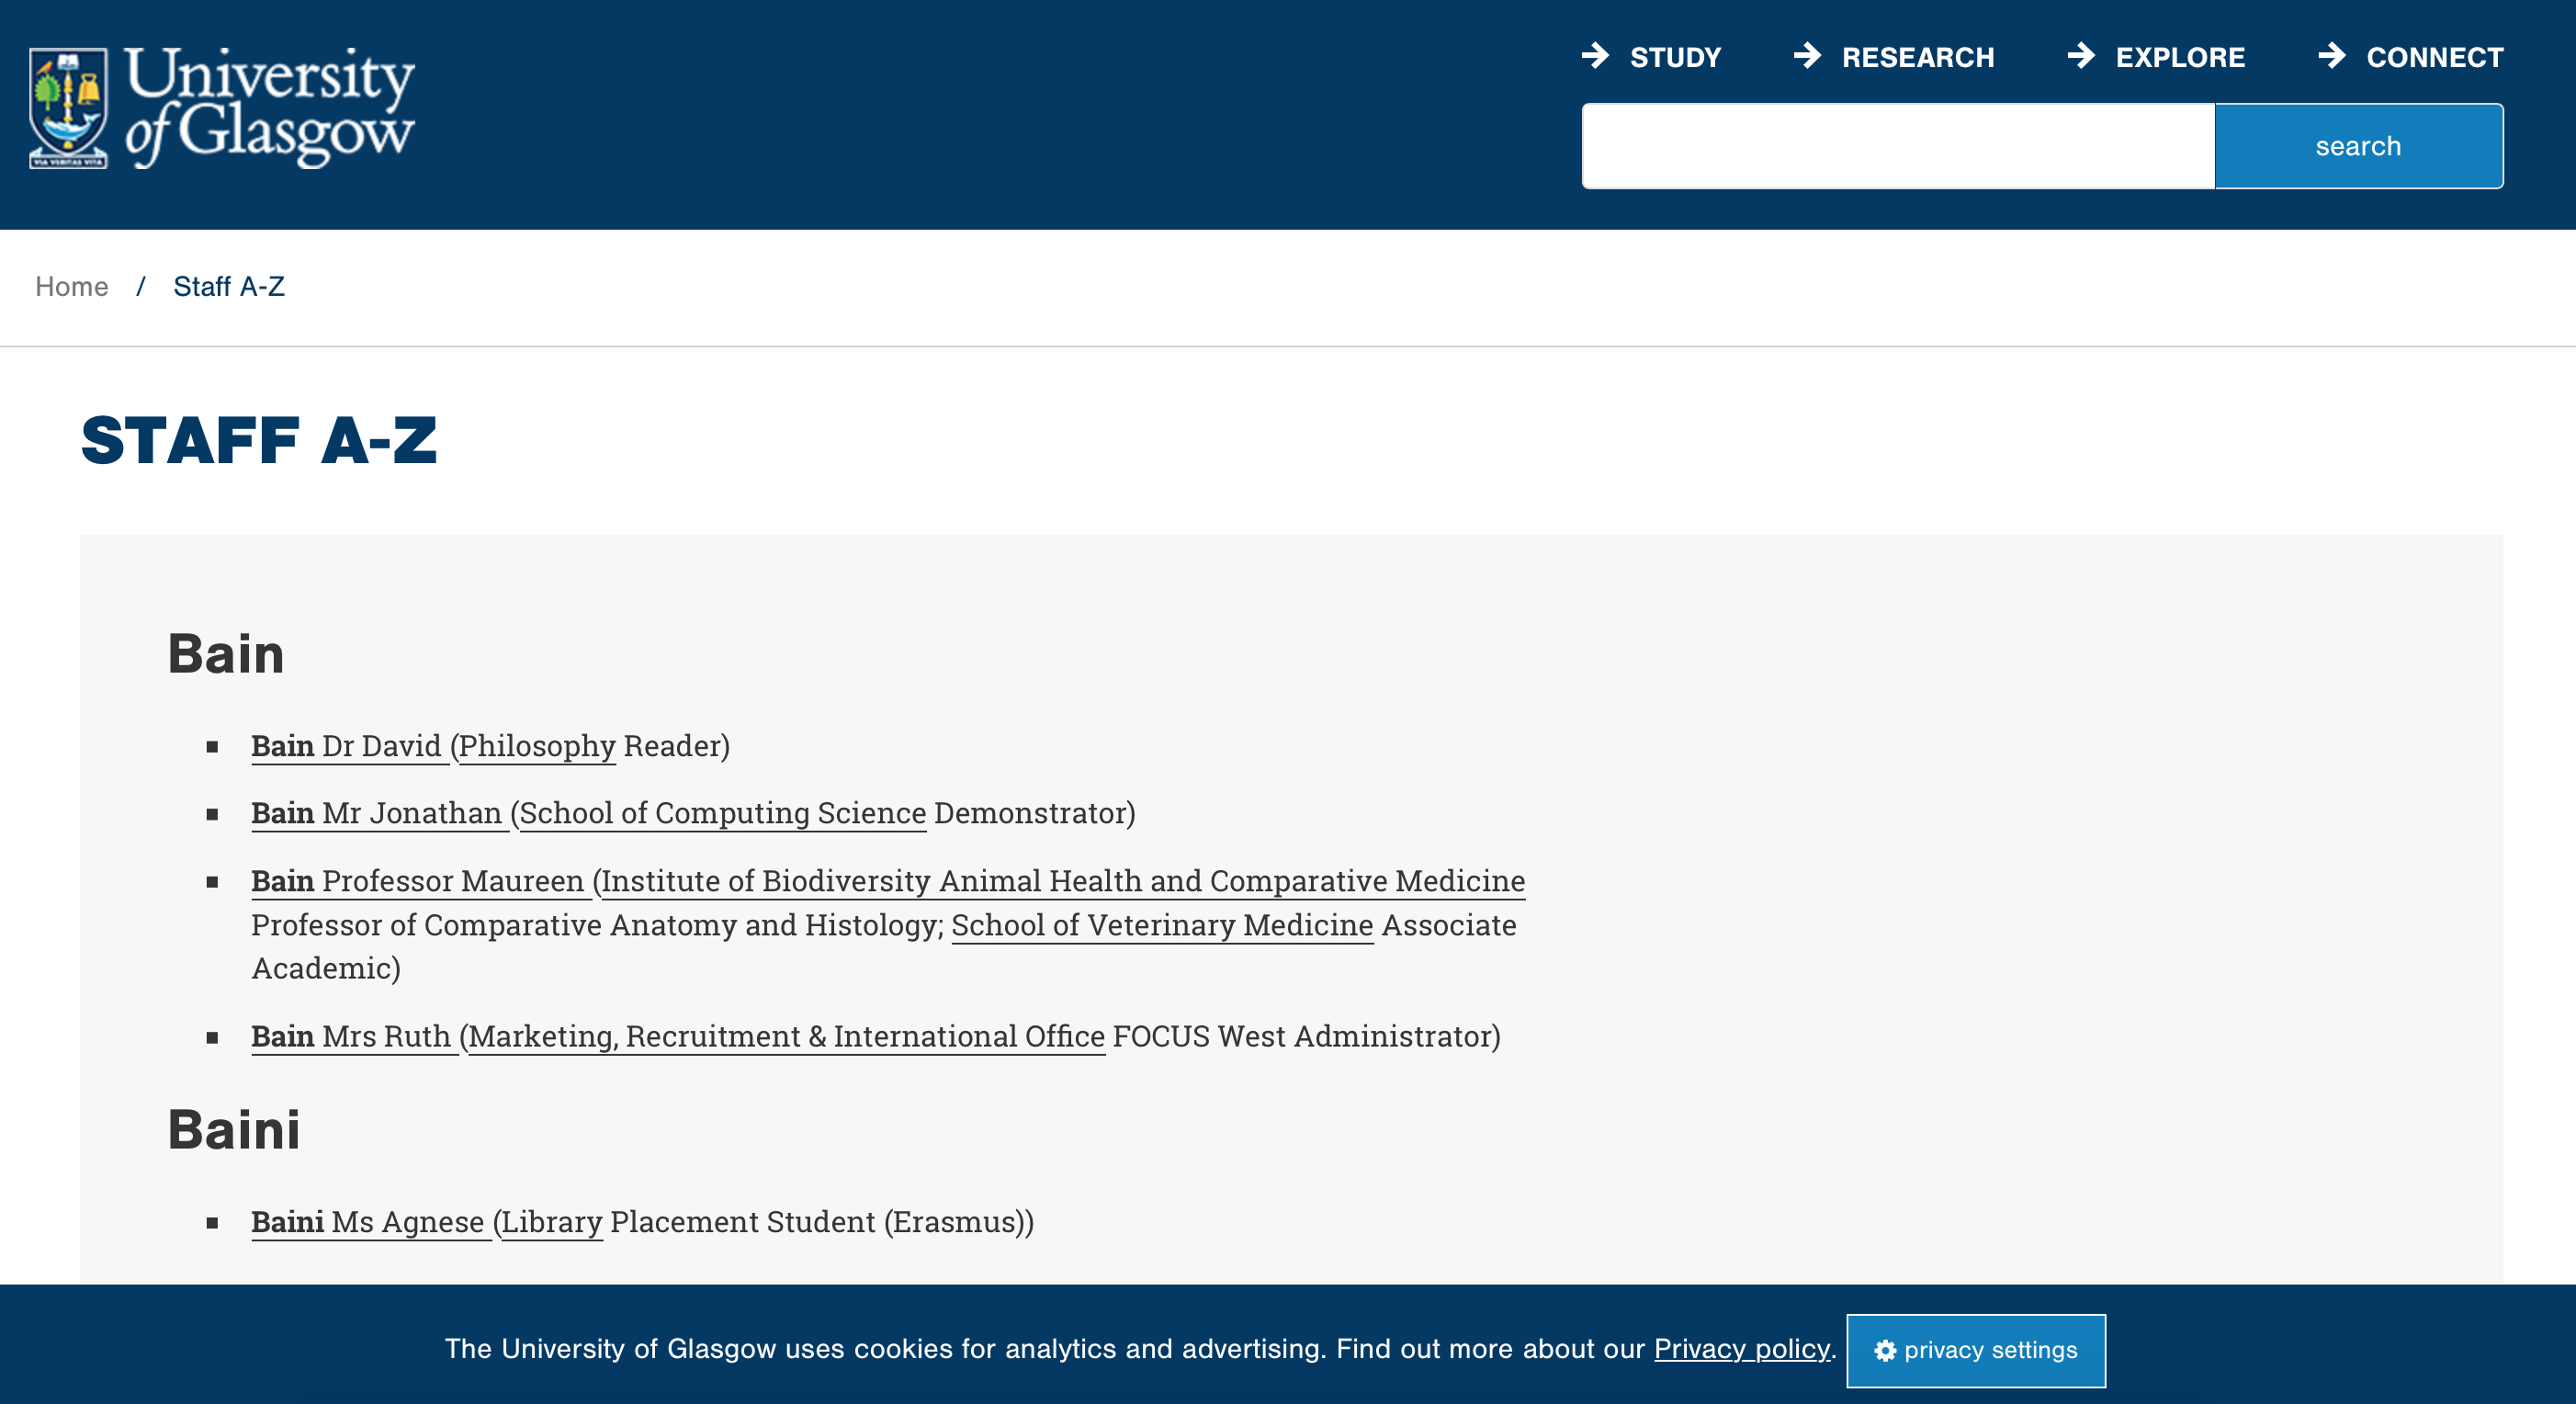 University
of Glasgow
VIA VERITAS VITA
STUDY
RESEARCH
EXPLORE
CONNECT
search
Home / Staff A-Z
STAFF A-Z
Bain
Bain Dr David (Philosophy Reader)
Bain Mr Jonathan (School of Computing Science Demonstrator)
Bain Professor Maureen (Institute of Biodiversity Animal Health and Comparative Medicine
Professor of Comparative Anatomy and Histology; School of Veterinary Medicine Associate
Academic)
Bain Mrs Ruth (Marketing, Recruitment & International Office FOCUS West Administrator)
Baini
Baini Ms Agnese (Library Placement Student (Erasmus))
The University of Glasgow uses cookies for analytics and advertising. Find out more about our Privacy policy.
privacy settings